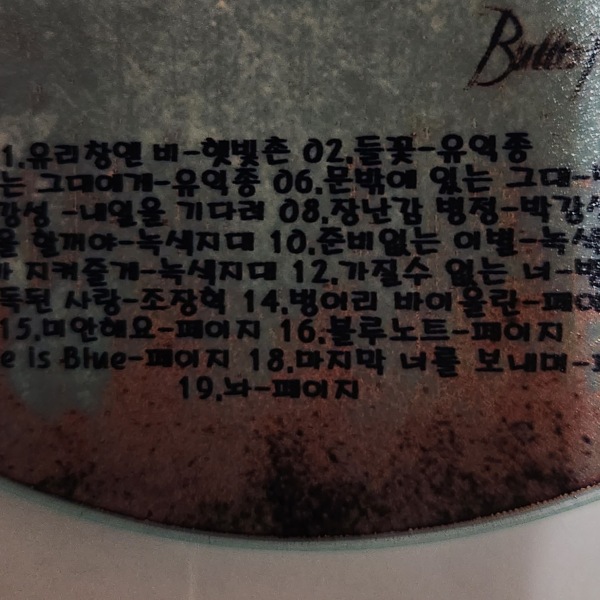 Butterf
1.유리창엔 비-햇빛촌 02.들꽃-유익종
는 그대에게-유익종 06.문밖에 있는 그대-
강성 -내일을 기다려 08.장난감 병정-박강성
할꺼야-녹색지대 10.준비없는 이별-녹색
지켜줄게-녹색지대 12.가질수 없는 너-뱅
득된 사랑-조장혁 14.벙어리 바이올린-페이
15.미안해요-페이지 16.블루노트-페이지
e is Blue-페이지 18.마지막 너를 보내며-
19.놔-페이지